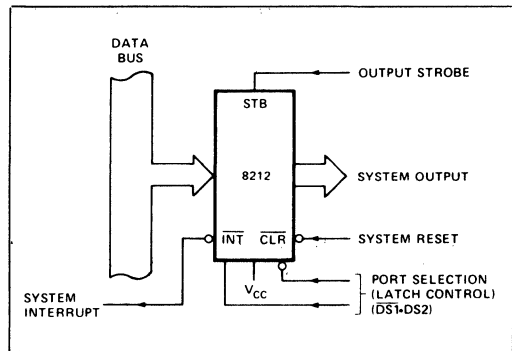 DATA
BUS
OUTPUT STROBE
STB
8212
SYSTEM OUTPUT
INT
CLR
SYSTEM RESET
PORT SELECTION
(LATCH CONTROL)
(DS1•DS2)
VCC
SYSTEM
INTERRUPT